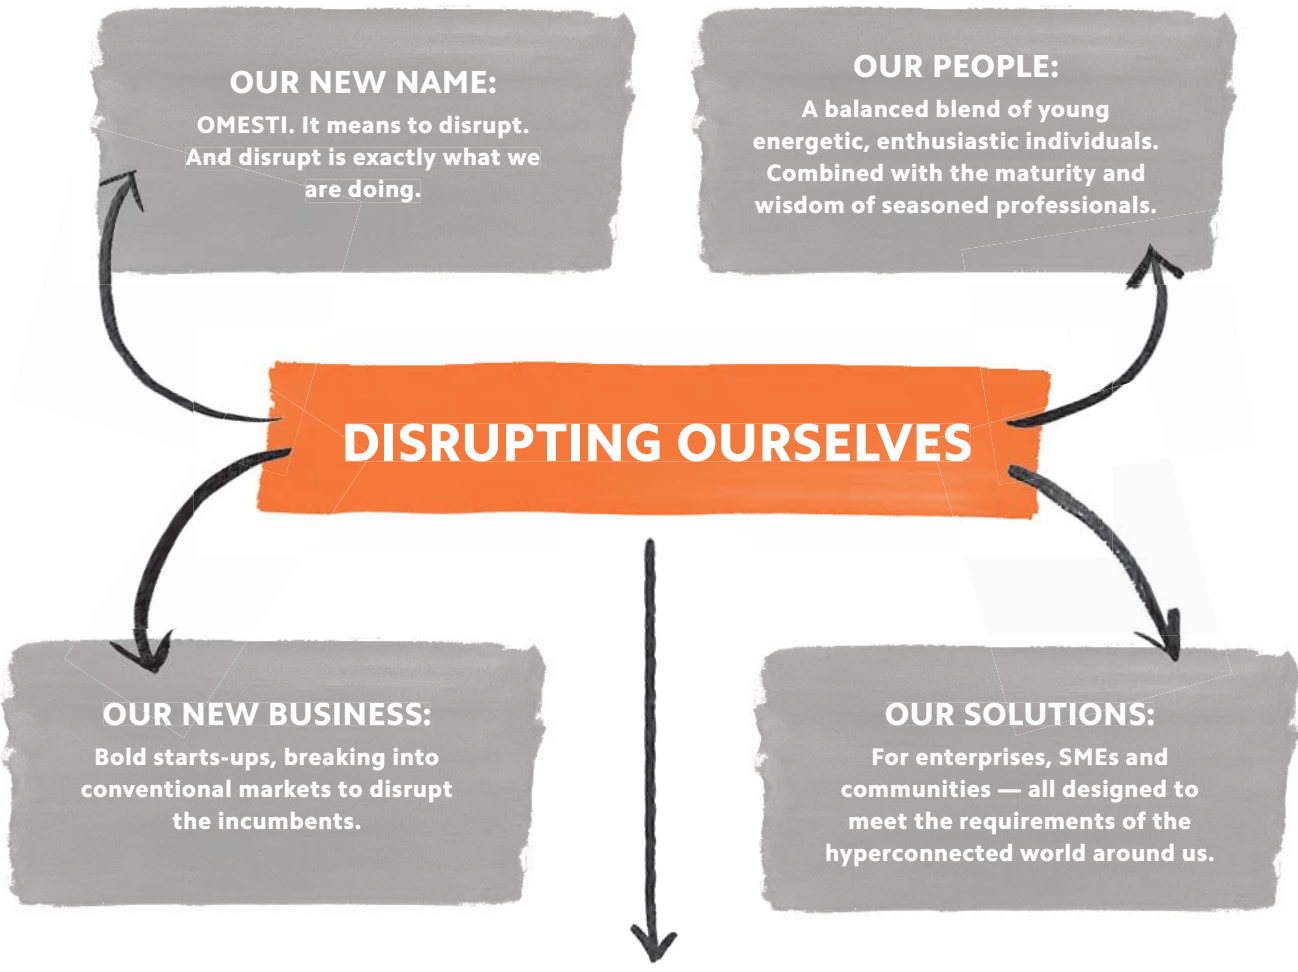 OUR NEW NAME:
OMESTI. It means to disrupt.
And disrupt is exactly what we
are doing.
OUR PEOPLE:
A balanced blend of young
energetic, enthusiastic individuals.
Combined with the maturity and
wisdom of seasoned professionals.
DISRUPTING OURSELVES
OUR NEW BUSINESS:
Bold starts-ups, breaking into
conventional markets to disrupt
the incumbents.
OUR SOLUTIONS:
For enterprises, SMEs and
communities — all designed to
meet the requirements of the
hyperconnected world around us.